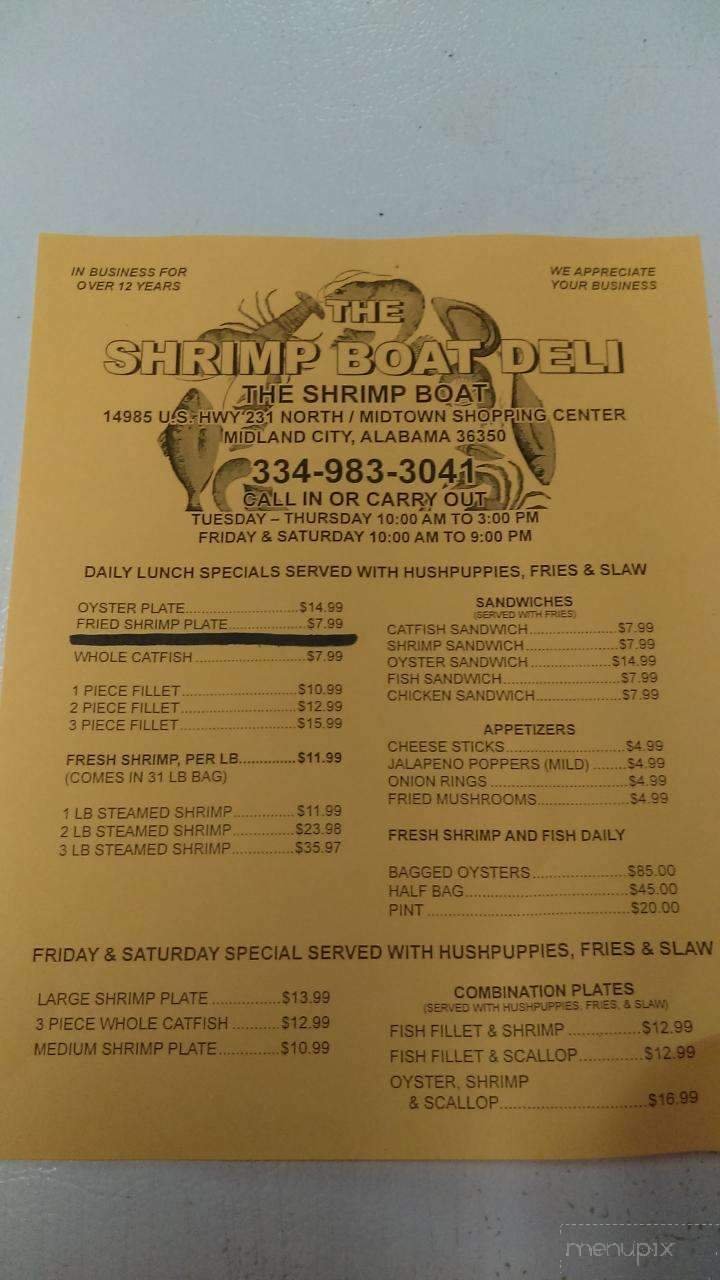 IN BUSINESS FOR
OVER 12 YEARS
WE APPRECIATE
YOUR BUSINESS
THE
SHRIMP BOAT DELI
THE SHRIMP BOAT
14985 U.S. HWY 231 NORTH / MIDTOWN SHOPPING CENTER
MIDLAND CITY, ALABAMA 36350
334-983-3041
CALL IN OR CARRY OUT
TUESDAY – THURSDAY 10:00 AM TO 3:00 PM
FRIDAY & SATURDAY 10:00 AM TO 9:00 PM
DAILY LUNCH SPECIALS SERVED WITH HUSHPUPPIES, FRIES & SLAW
OYSTER PLATE..............................$14.99
FRIED SHRIMP PLATE....................$7.99
WHOLE CATFISH............................$7.99
1 PIECE FILLET..............................$10.99
2 PIECE FILLET..............................$12.99
3 PIECE FILLET..............................$15.99
FRESH SHRIMP, PER LB.............$11.99
(COMES IN 31 LB BAG)
1 LB STEAMED SHRIMP...............$11.99
2 LB STEAMED SHRIMP...............$23.98
3 LB STEAMED SHRIMP...............$35.97
SANDWICHES
(SERVED WITH FRIES)
CATFISH SANDWICH......................$7.99
SHRIMP SANDWICH.......................$7.99
OYSTER SANDWICH.....................$14.99
FISH SANDWICH.............................$7.99
CHICKEN SANDWICH.....................$7.99
APPETIZERS
CHEESE STICKS..............................$4.99
JALAPENO POPPERS (MILD) ........$4.99
ONION RINGS..................................$4.99
FRIED MUSHROOMS......................$4.99
FRESH SHRIMP AND FISH DAILY
BAGGED OYSTERS........................$85.00
HALF BAG........................................$45.00
PINT.................................................$20.00
FRIDAY & SATURDAY SPECIAL SERVED WITH HUSHPUPPIES, FRIES & SLAW
LARGE SHRIMP PLATE...............$13.99
3 PIECE WHOLE CATFISH...........$12.99
MEDIUM SHRIMP PLATE.............$10.99
COMBINATION PLATES
(SERVED WITH HUSHPUPPIES, FRIES, & SLAW)
FISH FILLET & SHRIMP................$12.99
FISH FILLET & SCALLOP..............$12.99
OYSTER, SHRIMP
& SCALLOP..................................$16.99
menupix